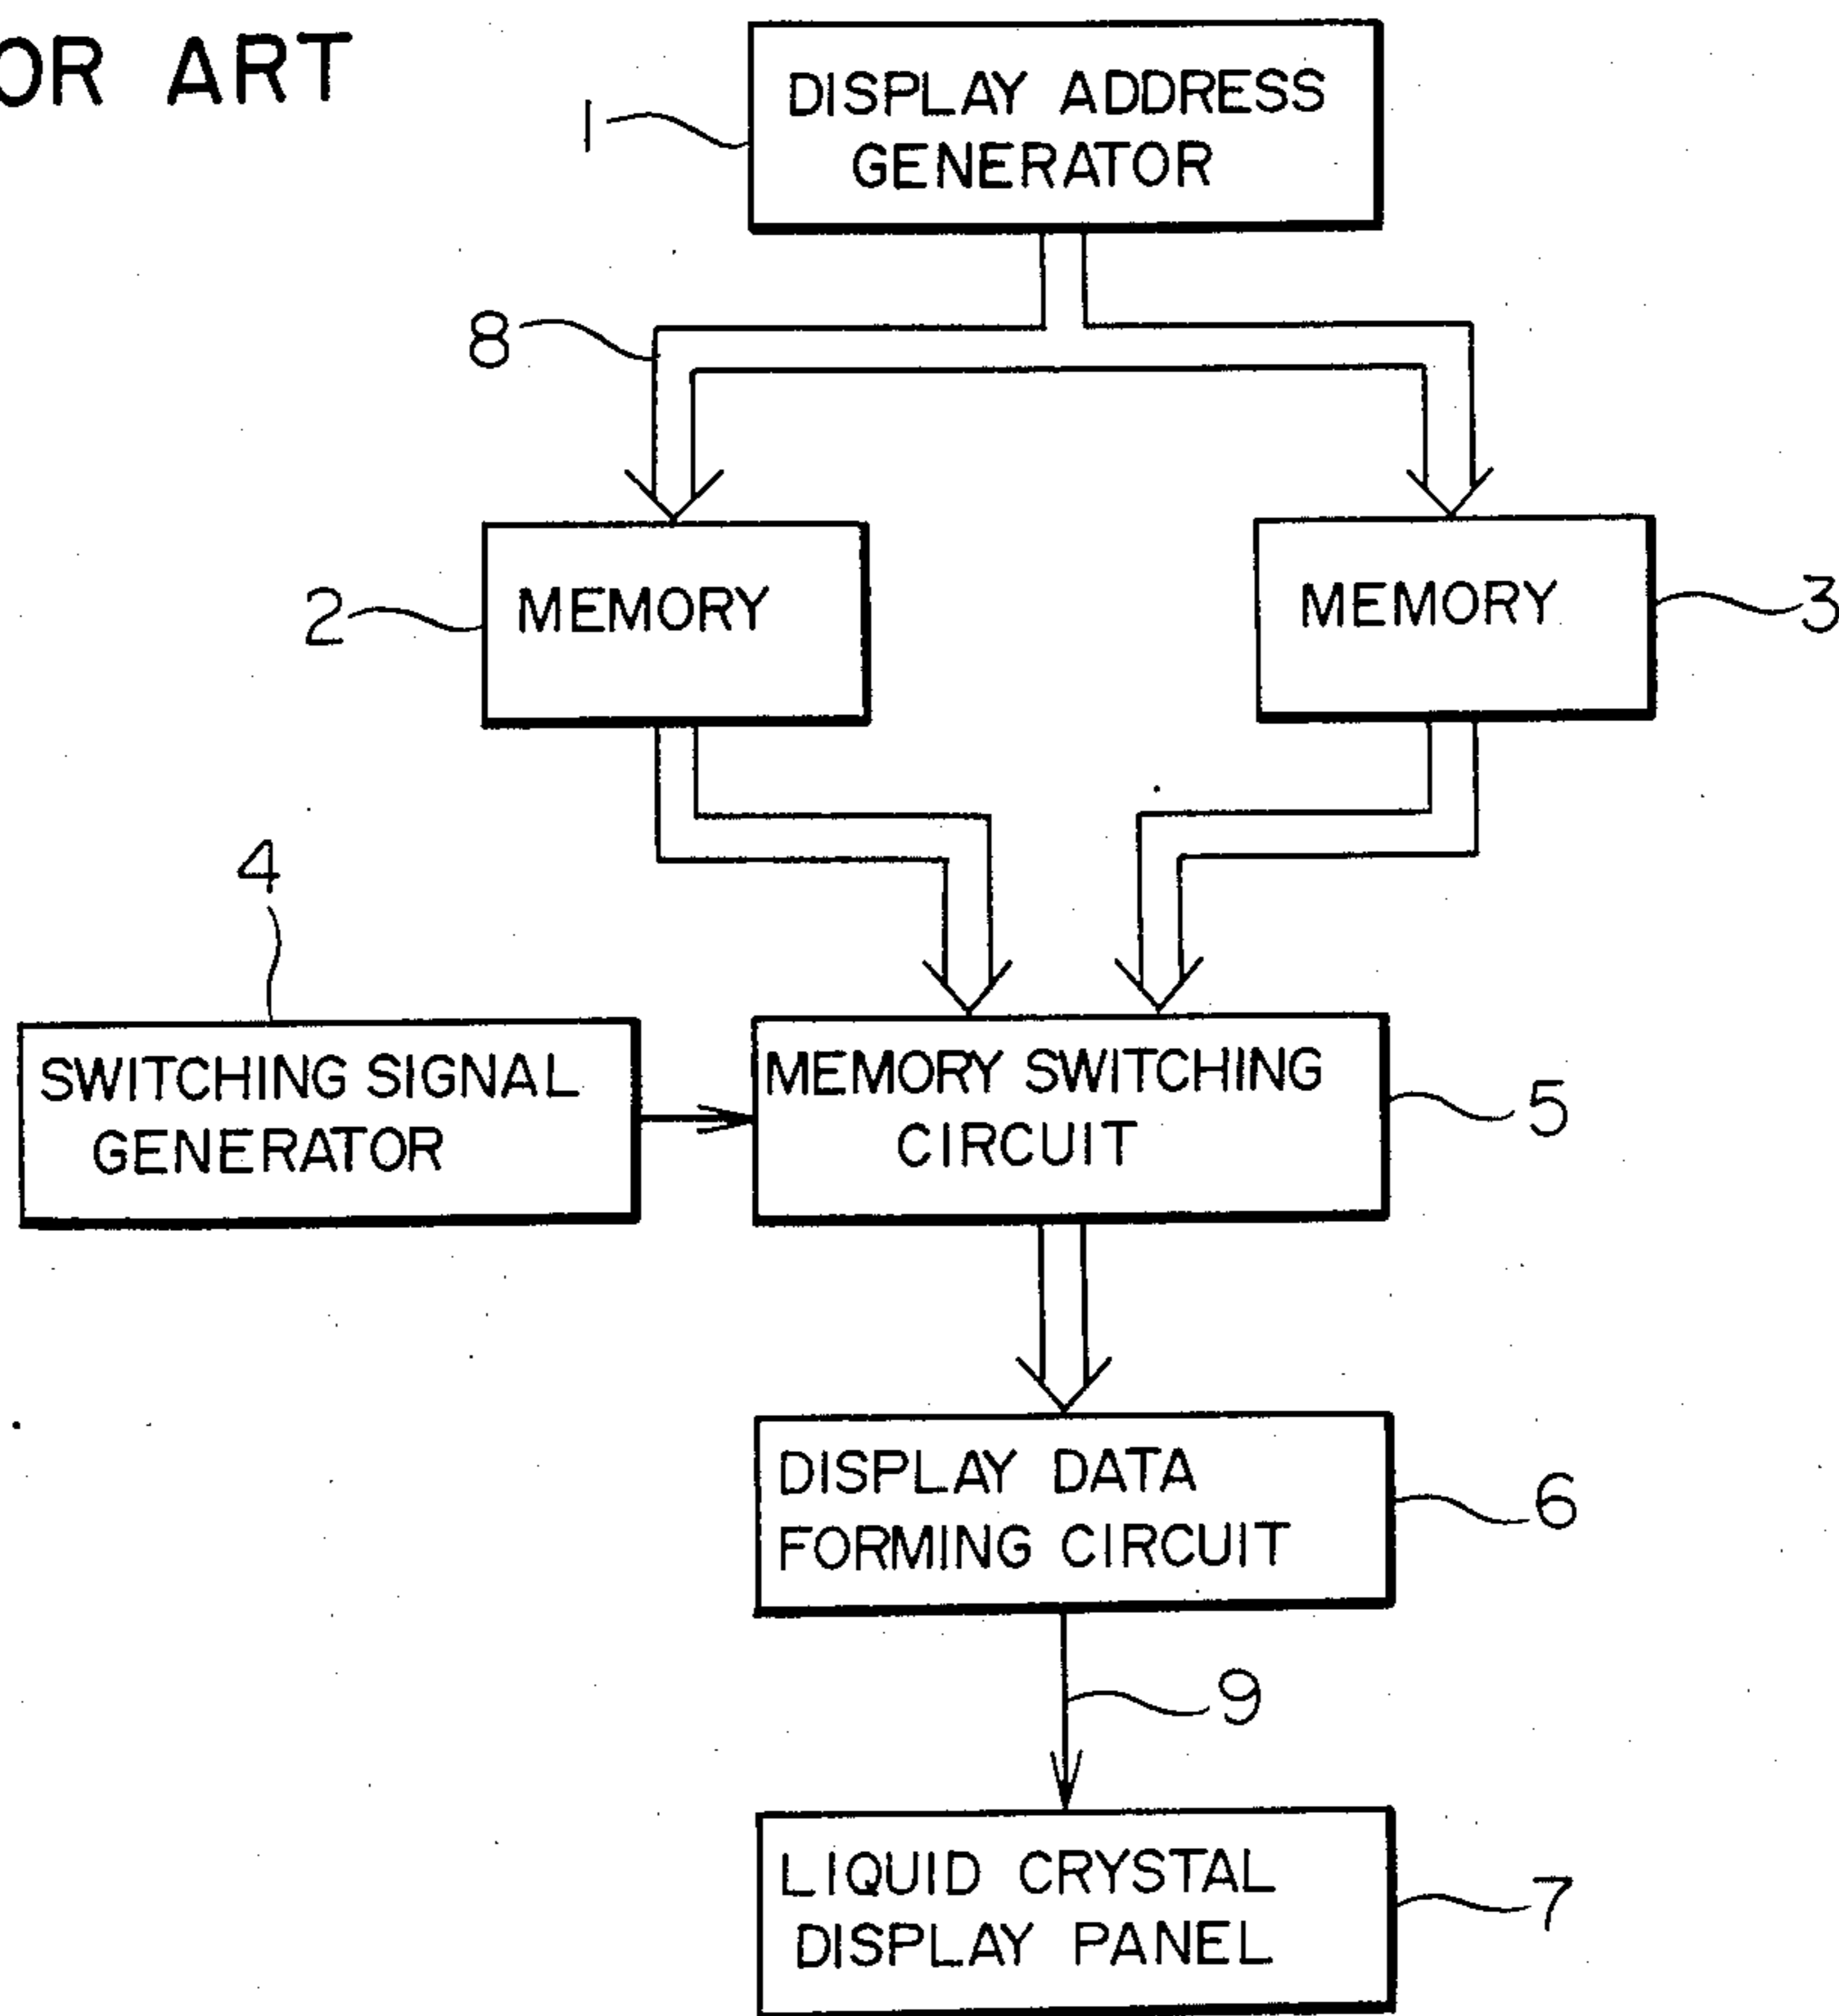 OR ART
DISPLAY ADDRESS
GENERATOR
1
8
MEMORY
2
MEMORY
3
4
SWITCHING SIGNAL
GENERATOR
MEMORY SWITCHING
CIRCUIT
5
DISPLAY DATA
FORMING CIRCUIT
6
9
LIQUID CRYSTAL
DISPLAY PANEL
7